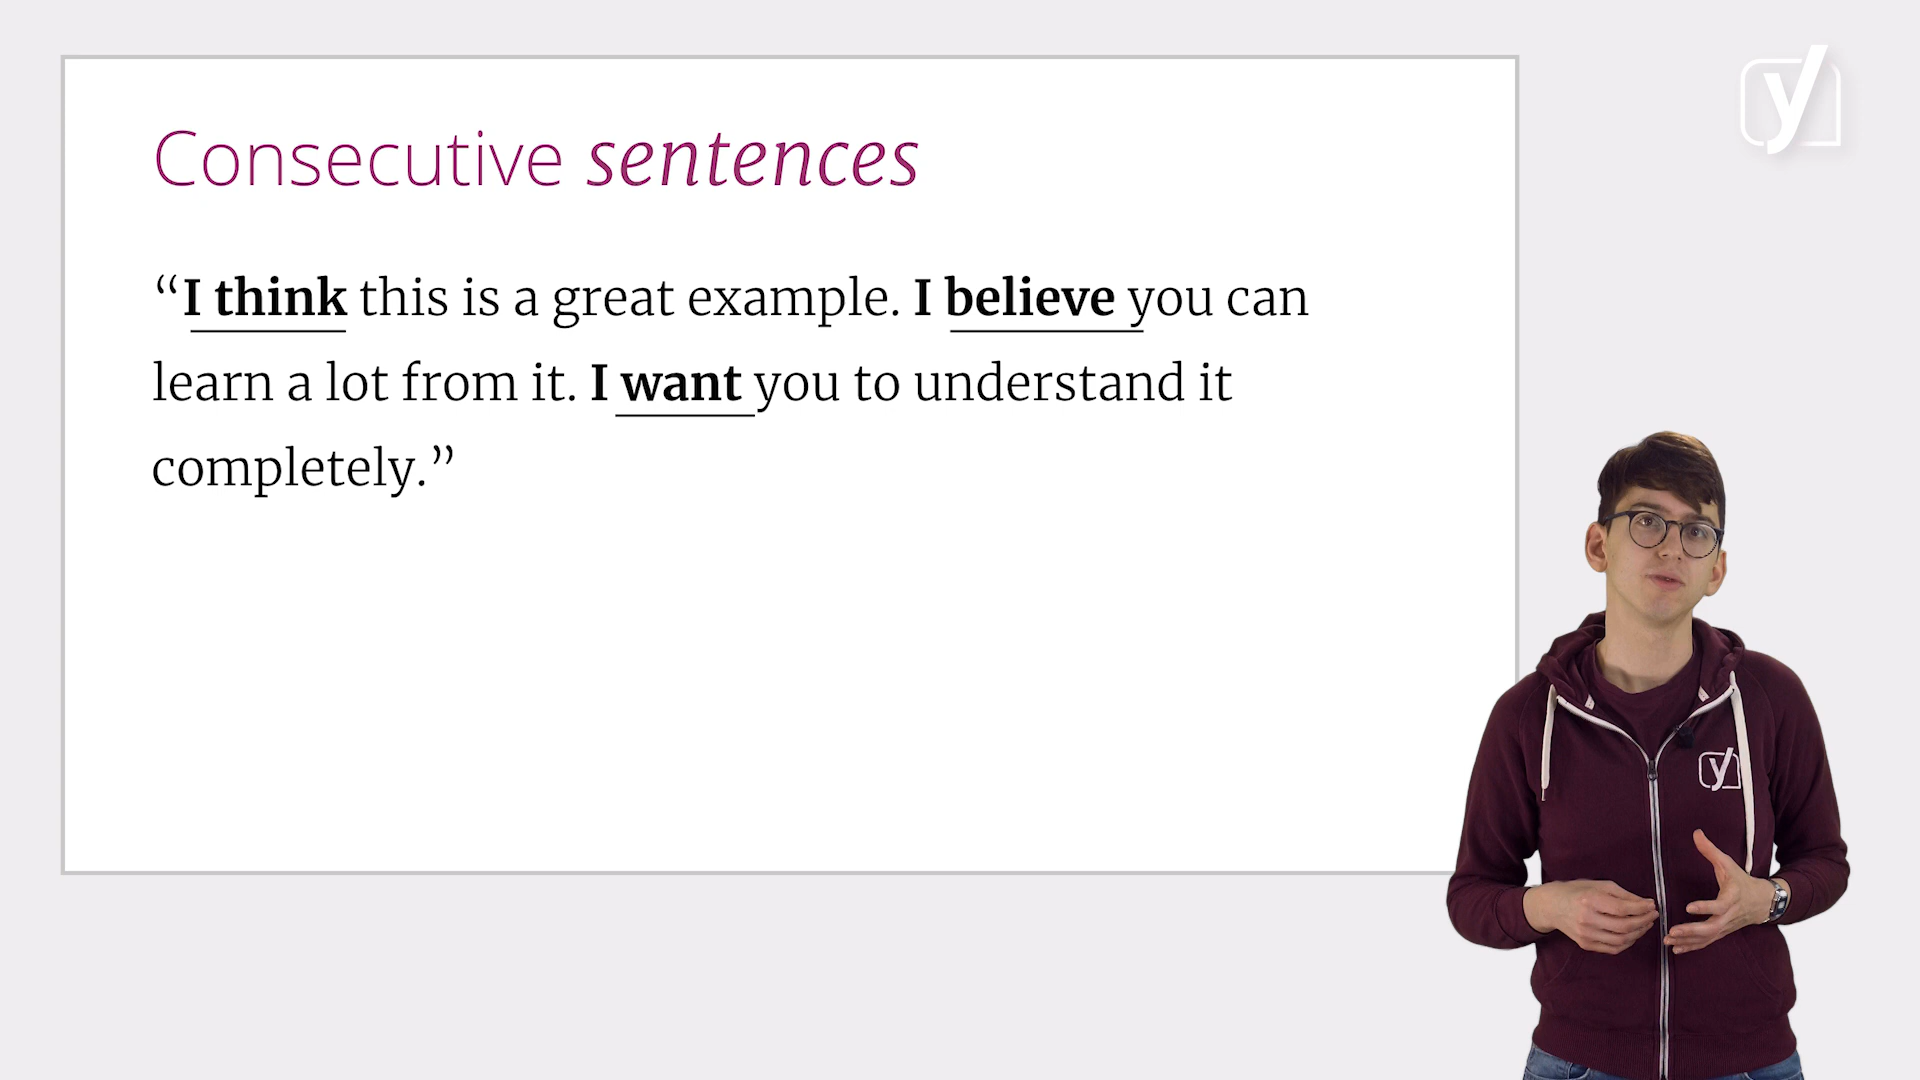 Consecutive sentences
“I think this is a great example. I believe you can
learn a lot from it. I want you to understand it
completely.”
y
y